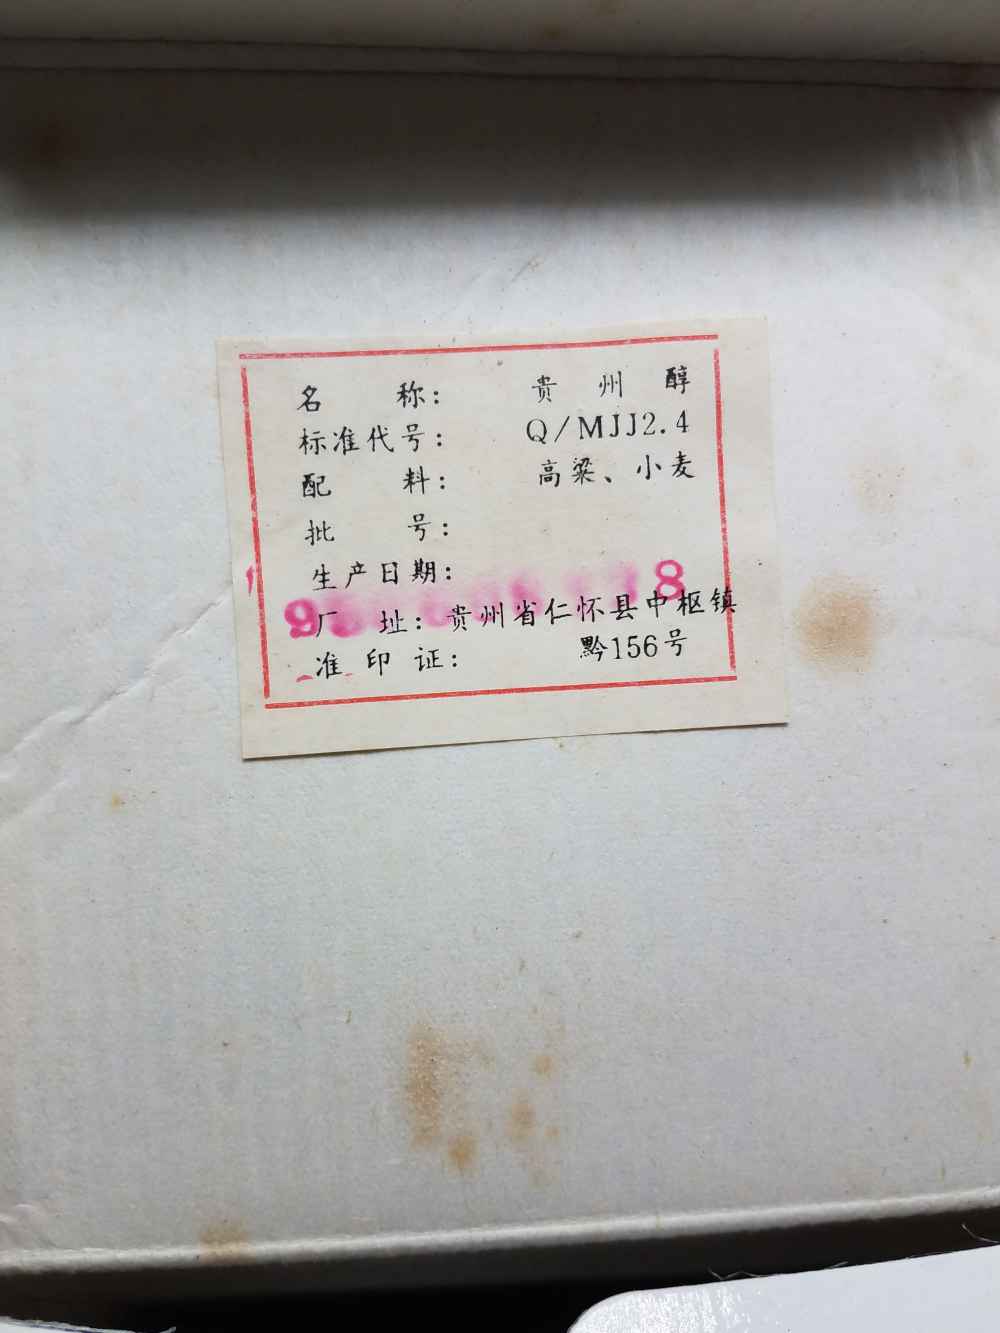 名 称: 贵 州 醇
标准代号: Q/MJJ2.4
配 料: 高粱、小麦
批 号:
生产日期:
厂 址: 贵州省仁怀县中枢镇
准 印 证: 黔156号